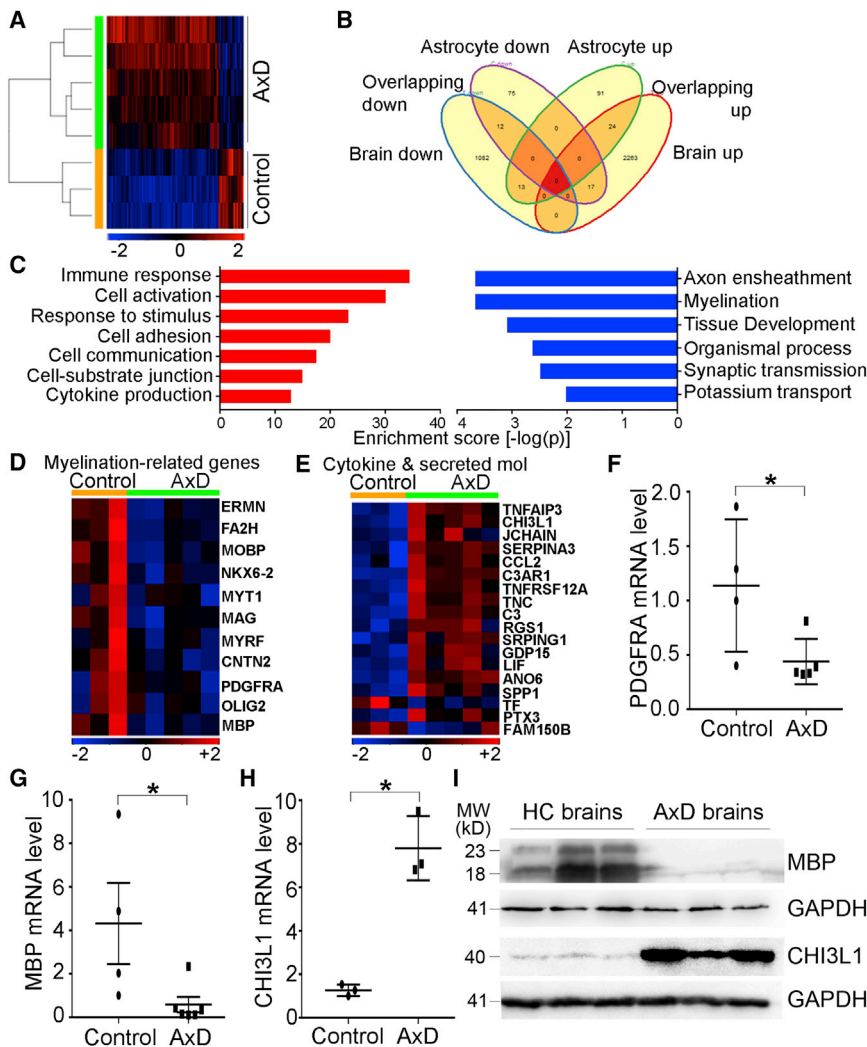 A
AxD
Control
-2 0 2
B
Astrocyte down
Astrocyte up
Overlapping down
Overlapping up
Brain down
Brain up
75
91
12
0
24
1082
0
0
2263
13
0
17
0
0
0
C
Immune response
Cell activation
Response to stimulus
Cell adhesion
Cell communication
Cell-substrate junction
Cytokine production
0 10 20 30 40
Axon ensheathment
Myelination
Tissue Development
Organismal process
Synaptic transmission
Potassium transport
4 3 2 1 0
Enrichment score [-log(p)]
D
Myelination-related genes
Control AxD
ERMN
FA2H
MOBP
NKX6-2
MYT1
MAG
MYRF
CNTN2
PDGFRA
OLIG2
MBP
-2 0 +2
E
Cytokine & secreted mol
Control AxD
TNFAIP3
CHI3L1
JCHAIN
SERPINA3
CCL2
C3AR1
TNFRSF12A
TNC
C3
RGS1
SRPING1
GDP15
LIF
ANO6
SPP1
TF
PTX3
FAM150B
-2 0 +2
F
PDGFRA mRNA level
2.0
1.5
1.0
0.5
0.0
*
Control AxD
G
MBP mRNA level
10
8
6
4
2
0
*
Control AxD
H
CHI3L1 mRNA level
10
8
6
4
2
0
*
Control AxD
I
MW (kD)
HC brains AxD brains
23
18
MBP
41
GAPDH
40
CHI3L1
41
GAPDH